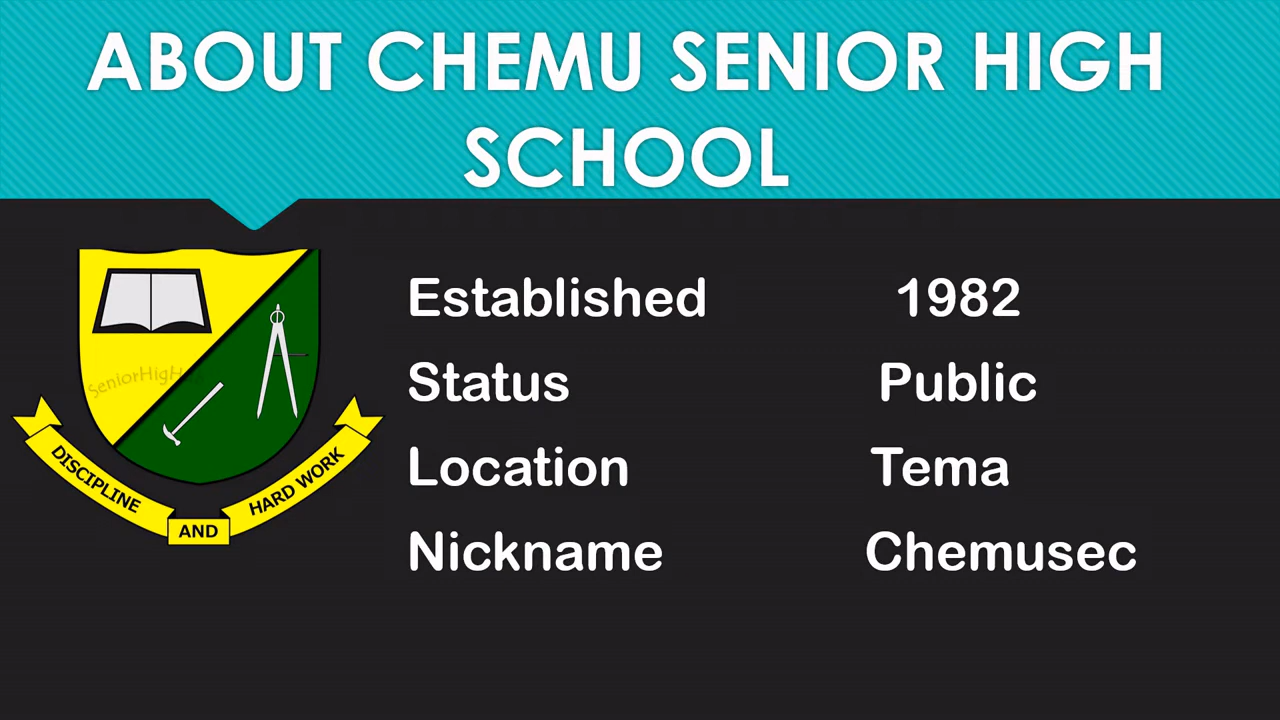 ABOUT CHEMU SENIOR HIGH
SCHOOL
Established 1982
Status Public
Location Tema
Nickname Chemusec
DISCIPLINE
AND
HARD WORK